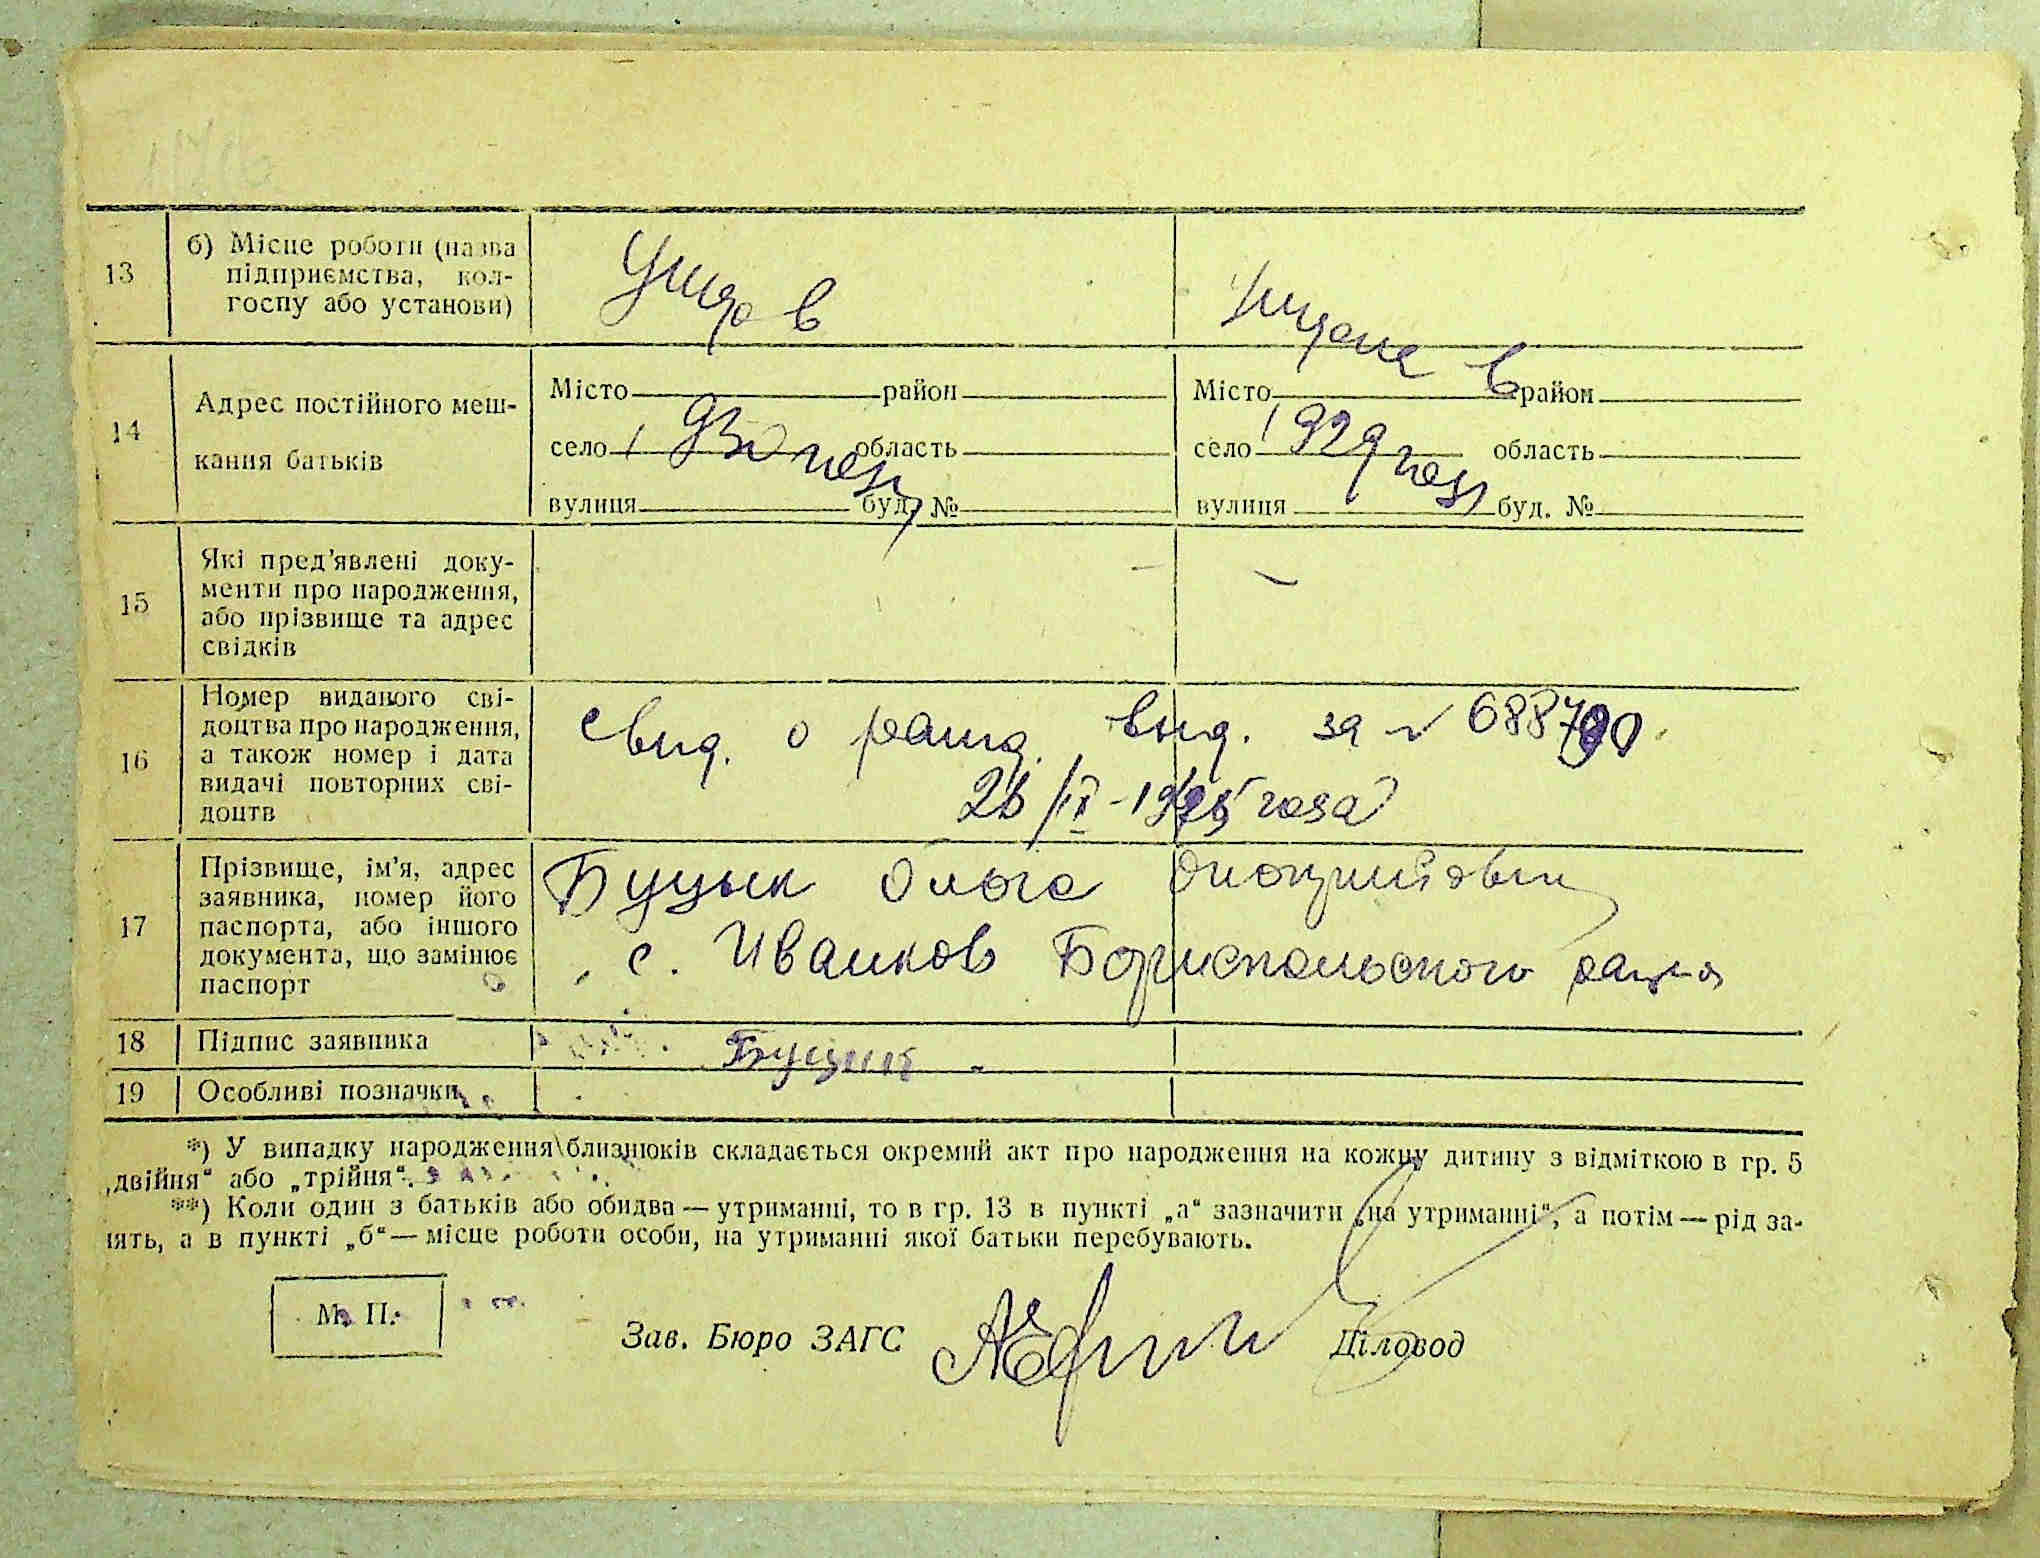 13
б) Місце роботи (назва
підприємства, кол-
госпу або установи)
Умер в
Умерла в
14
Адрес постійного меш-
кання батьків
Місто район
село область
вулиця буд. №
1930 году
Місто район
село область
вулиця буд. №
1929 году
15
Які пред'явлені доку-
менти про народження,
або прізвище та адрес
свідків
16
Номер виданого сві-
доцтва про народження,
а також номер і дата
видачі повторних сві-
доцтв
Свид. о рожд. выд. за №
года
17
Прізвище, ім'я, адрес
заявника, номер його
паспорта, або іншого
документа, що замінює
паспорт
Буцык Ольга
с. Иванков Бориспольского района
18 Підпис заявника
Буцик
19 Особливі позначки
*) У випадку народження близнюків складається окремий акт про народження на кожну дитину з відміткою в гр. 5
„двійня" або „трійня".
**) Коли один з батьків або обидва — утриманні, то в гр. 13 в пункті „а" зазначити „на утриманні", а потім — рід за-
нять, а в пункті „б" — місце роботи особи, на утриманні якої батьки перебувають.
М. П.
Зав. Бюро ЗАГС Діловод